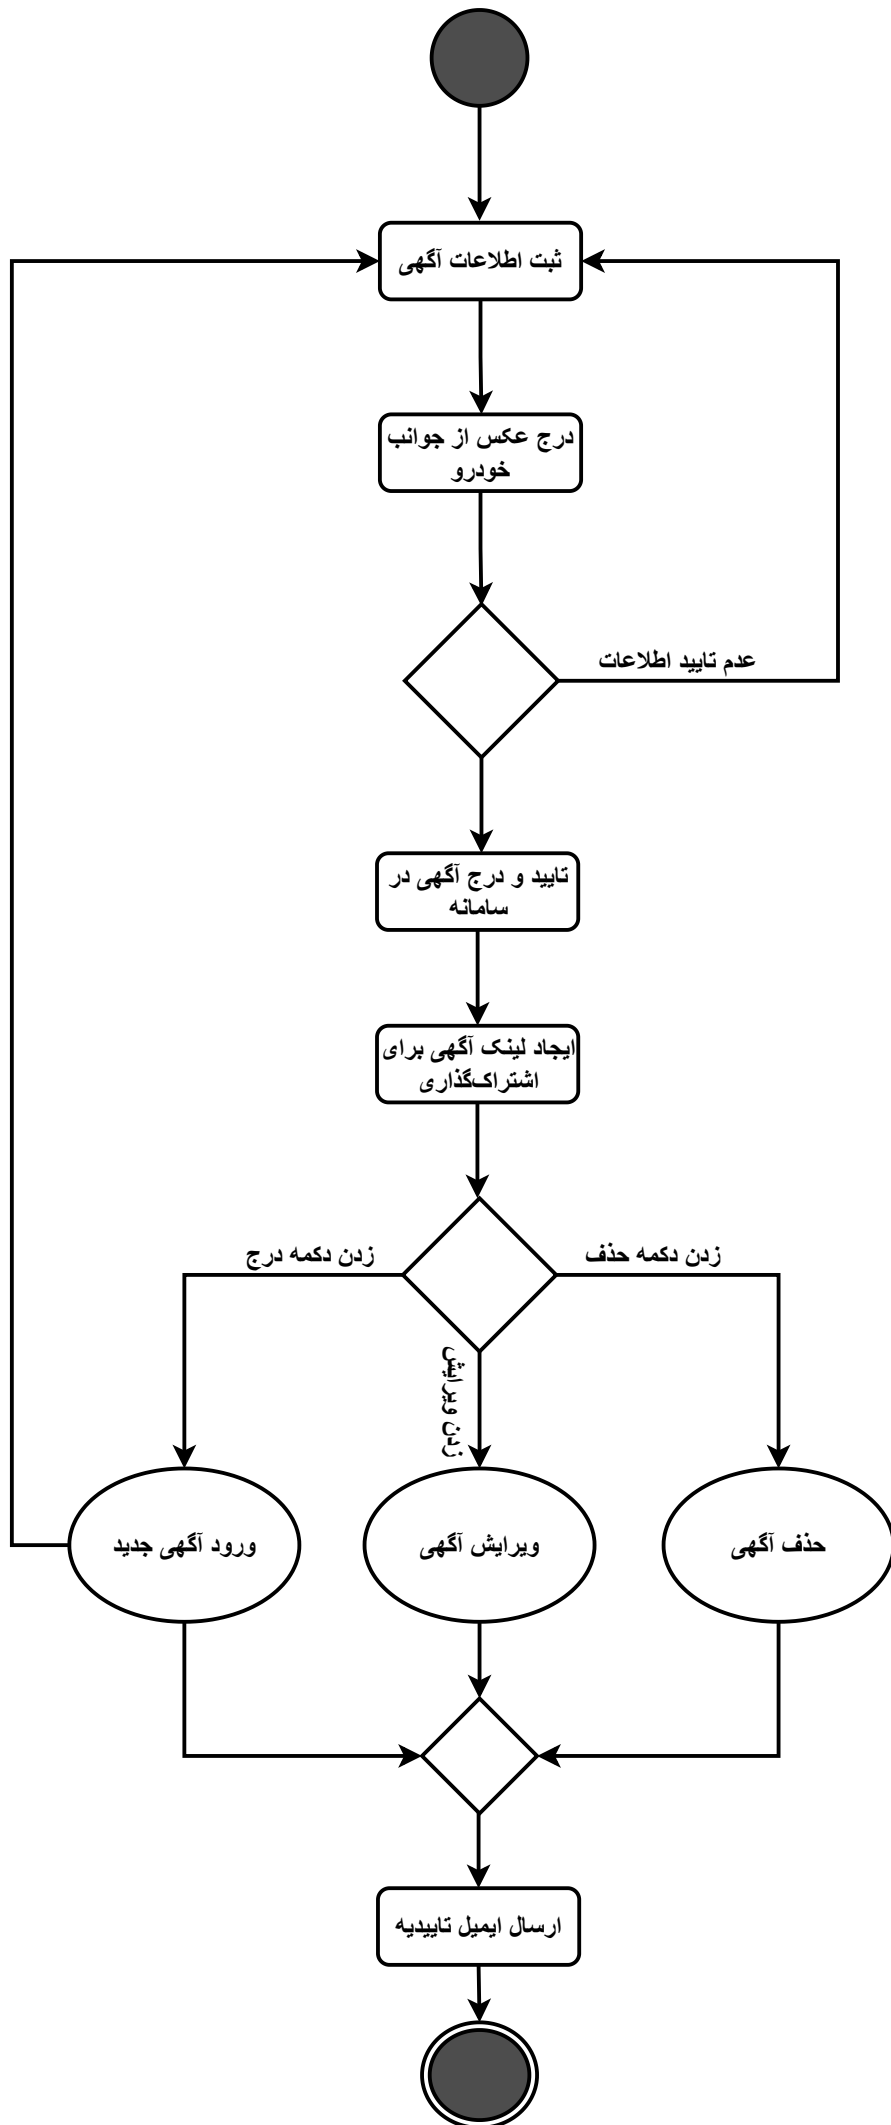 ثبت اطلاعات آگهی
درج عکس از جوانب
خودرو
عدم تایید اطلاعات
تایید و درج آگهی در
سامانه
ایجاد لینک آگهی برای
اشتراک‌گذاری
زدن دکمه حذف
زدن دکمه درج
زدن ویرایش
حذف آگهی
ویرایش آگهی
ورود آگهی جدید
ارسال ایمیل تاییدیه